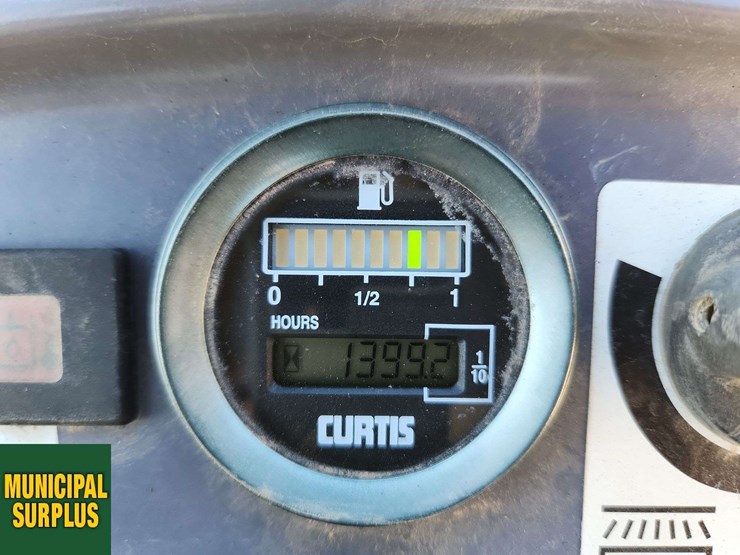 0 1/2 1
HOURS
1399.2
1/10
CURTIS
MUNICIPAL
SURPLUS